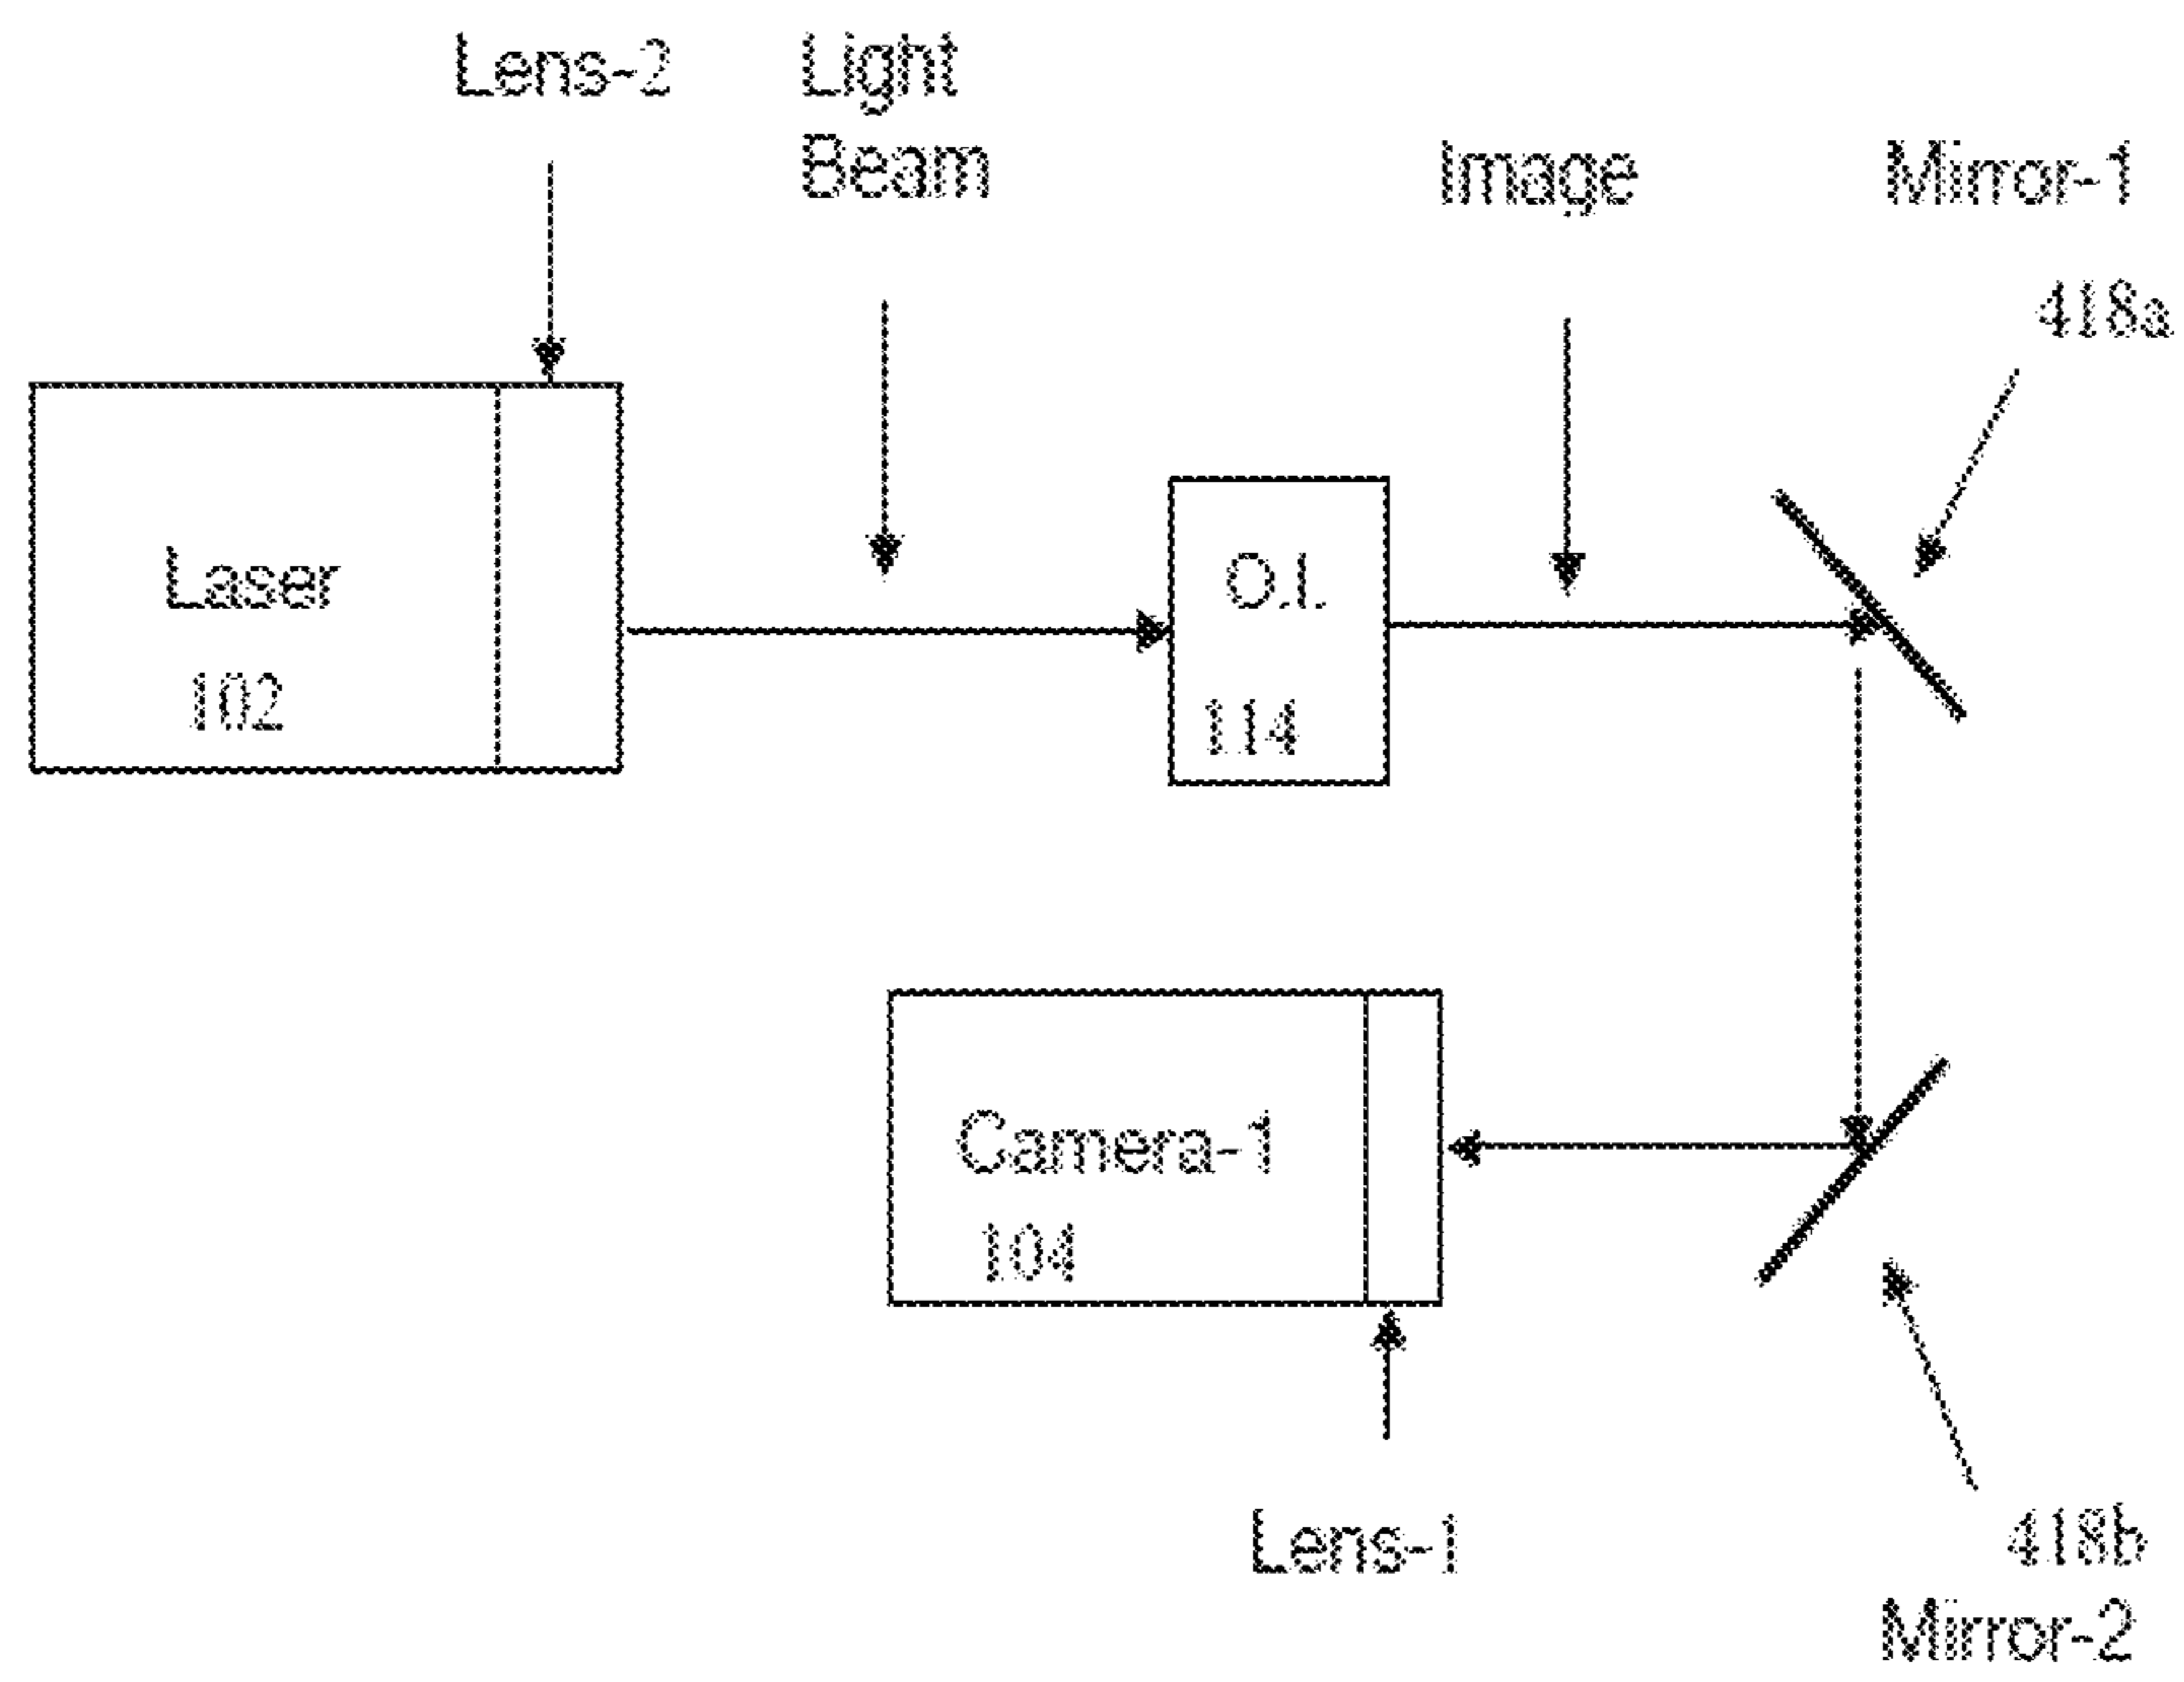 Lens-2
Light
Beam
Image
Mirror-1
418a
Laser
102
O.I.
114
Camera-1
104
Lens-1
418b
Mirror-2